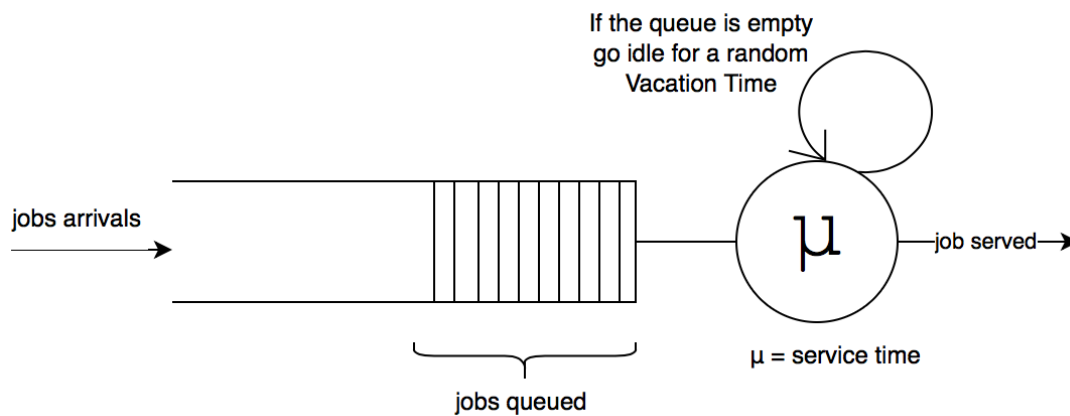 If the queue is empty
go idle for a random
Vacation Time
jobs arrivals
μ
job served
μ = service time
jobs queued